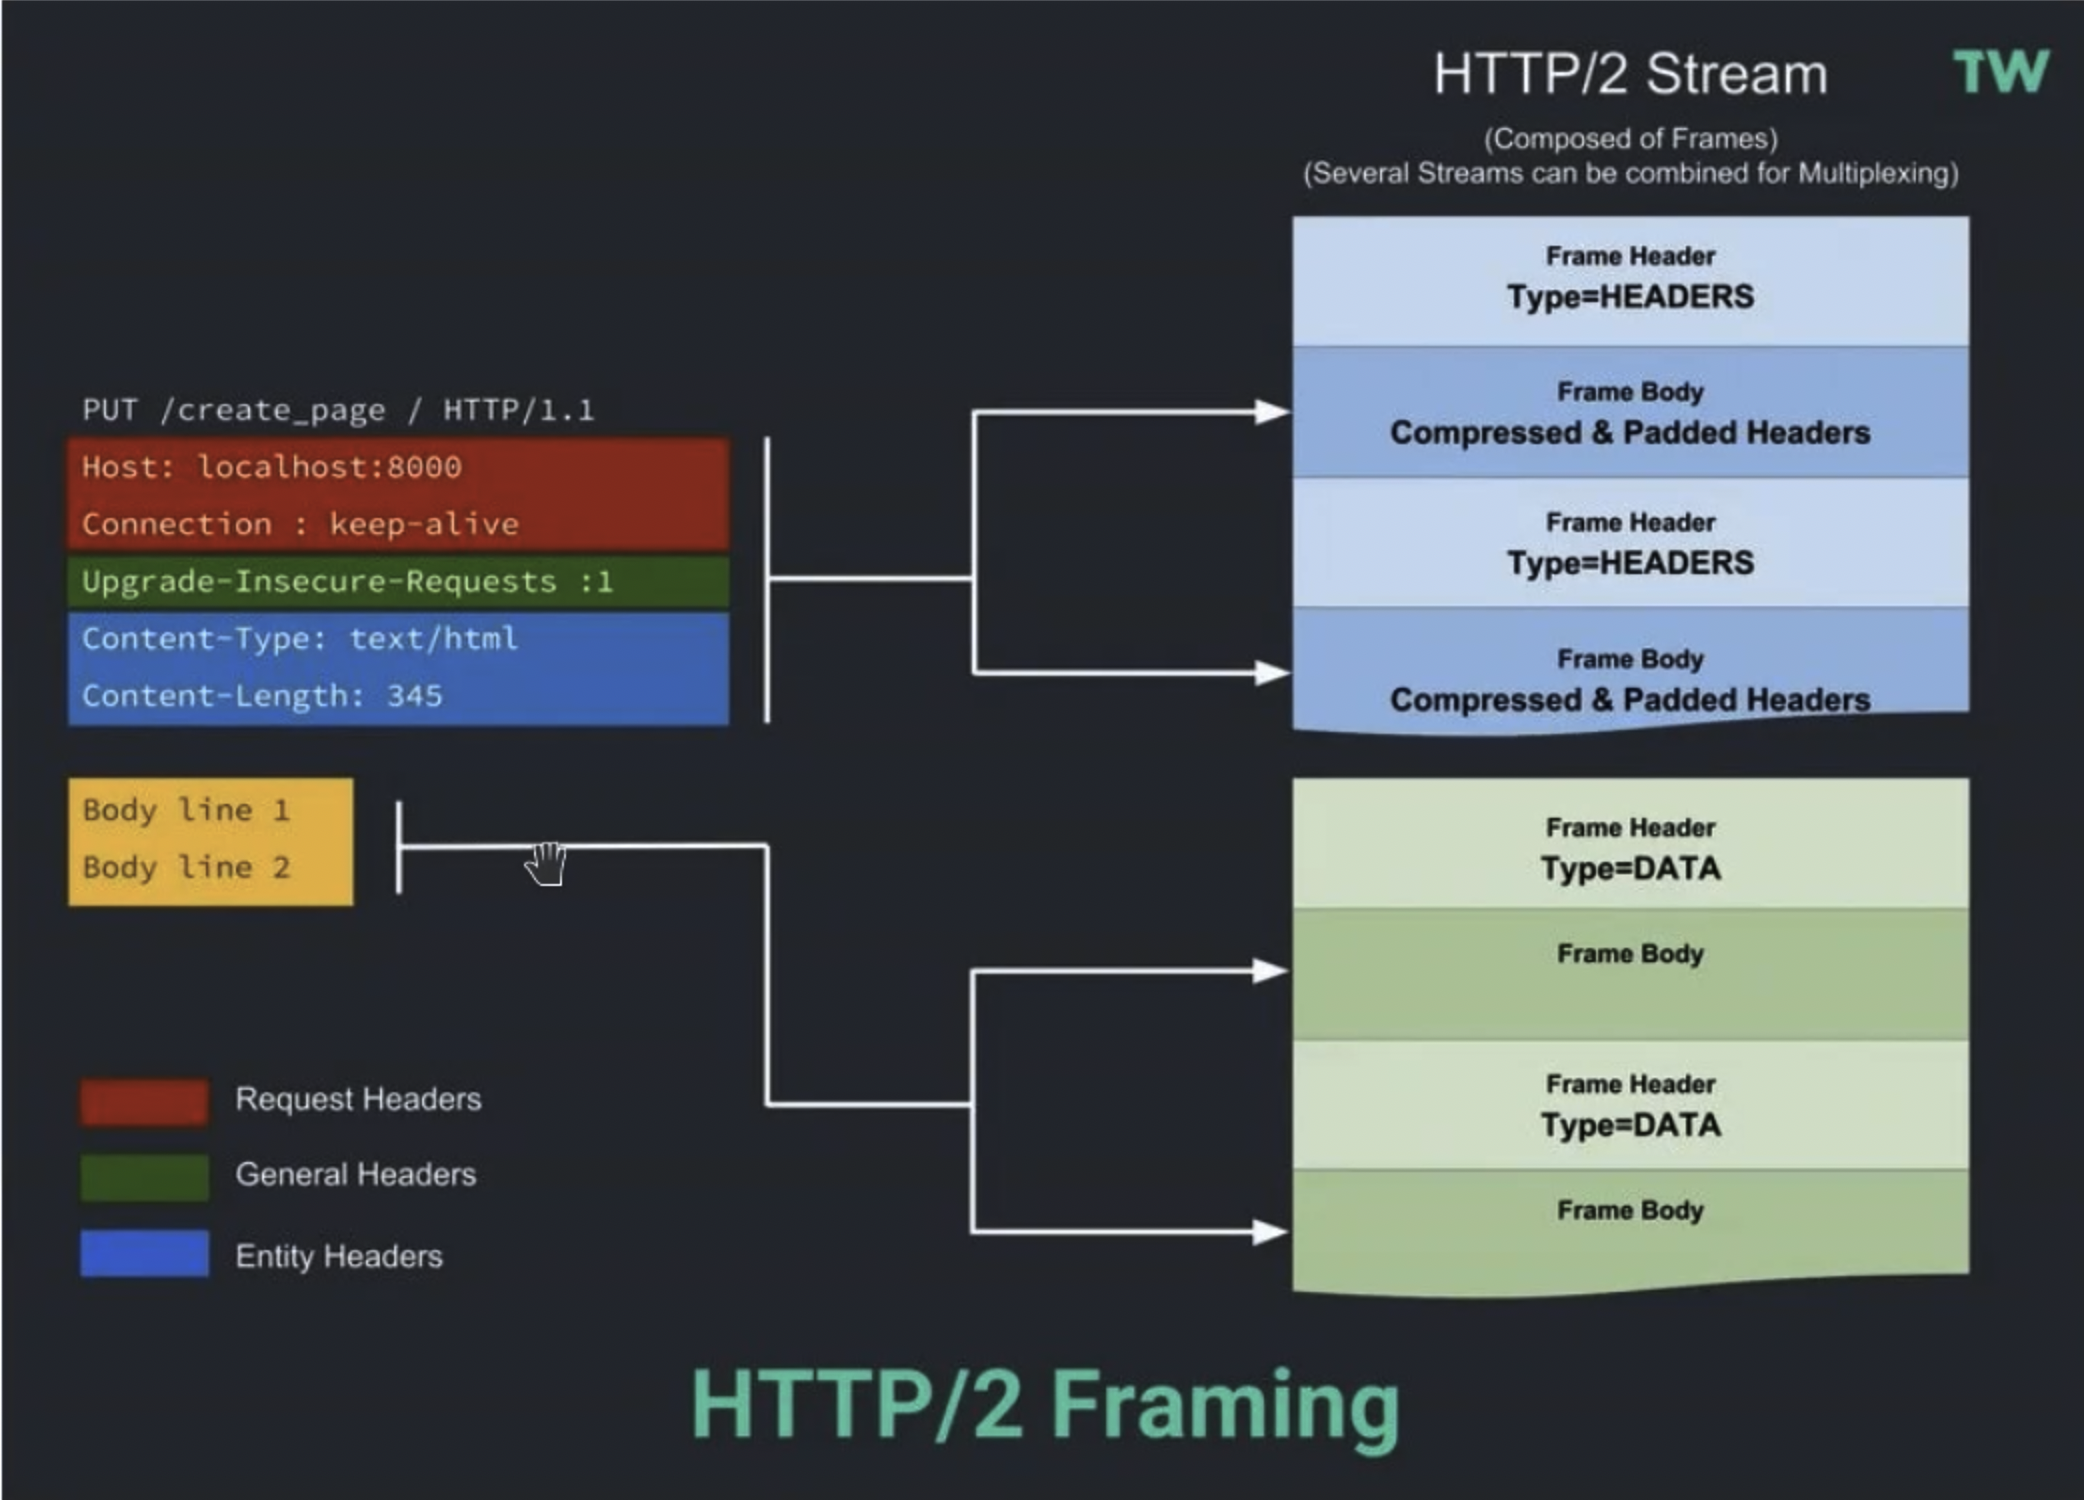 HTTP/2 Stream
TW
(Composed of Frames)
(Several Streams can be combined for Multiplexing)
PUT /create_page / HTTP/1.1
Host: localhost:8000
Connection : keep-alive
Upgrade-Insecure-Requests :1
Content-Type: text/html
Content-Length: 345
Body line 1
Body line 2
Request Headers
General Headers
Entity Headers
Frame Header
Type=HEADERS
Frame Body
Compressed & Padded Headers
Frame Header
Type=HEADERS
Frame Body
Compressed & Padded Headers
Frame Header
Type=DATA
Frame Body
Frame Header
Type=DATA
Frame Body
HTTP/2 Framing